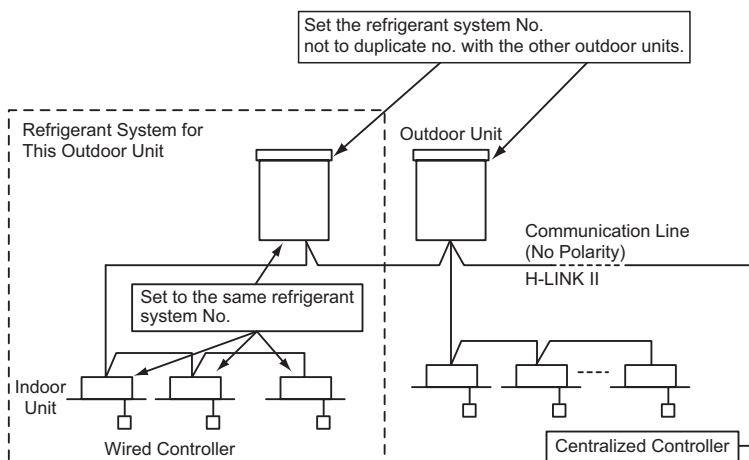 Set the refrigerant system No.
not to duplicate no. with the other outdoor units.
Refrigerant System for
This Outdoor Unit
Outdoor Unit
Communication Line
(No Polarity)
H-LINK II
Set to the same refrigerant
system No.
Indoor
Unit
Wired Controller
Centralized Controller